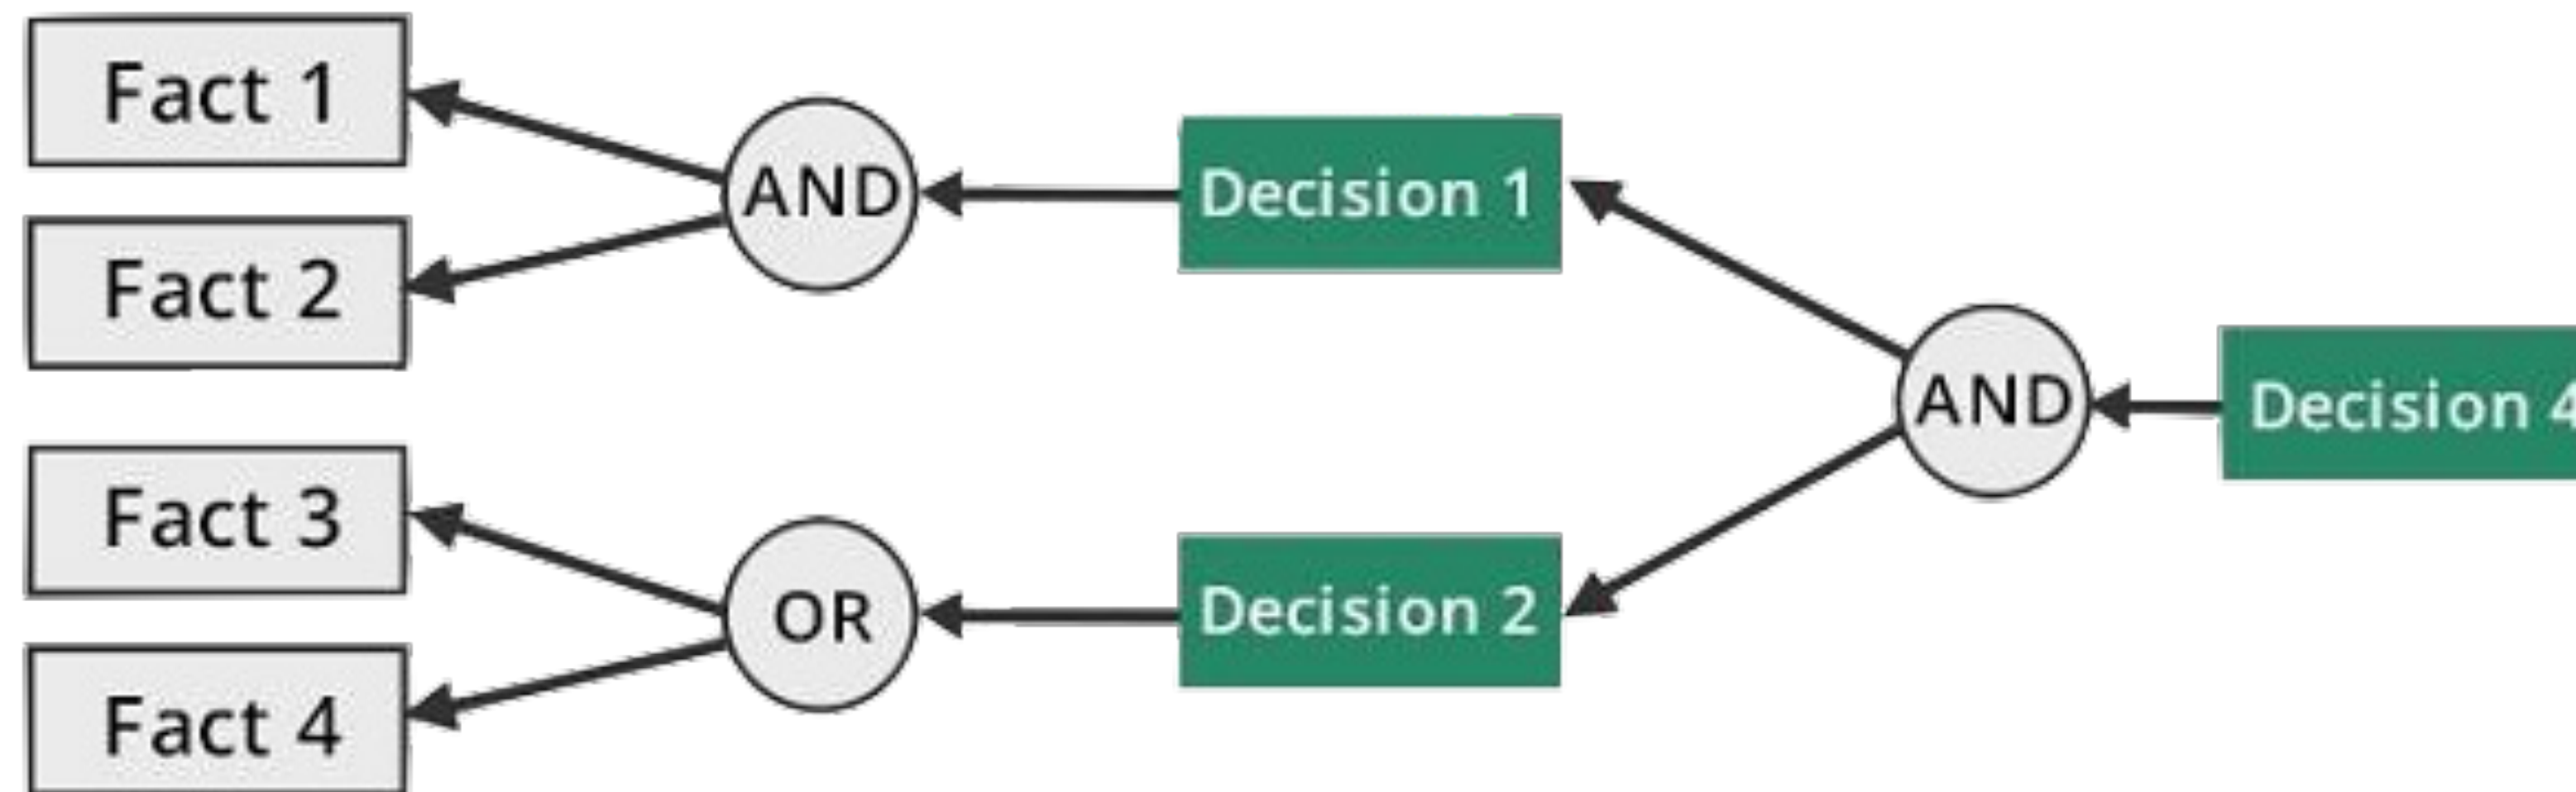 Fact 1
Fact 2
AND
Decision 1
AND
Decision 4
Fact 3
Fact 4
OR
Decision 2